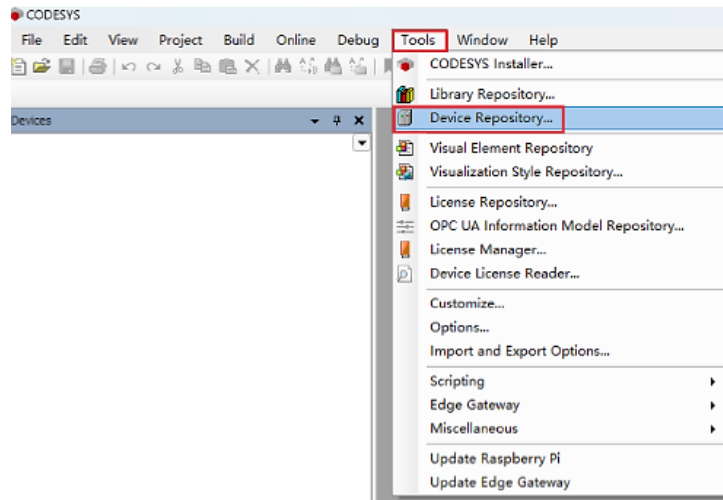 CODESYS
File Edit View Project Build Online Debug Tools Window Help
CODESYS Installer...
Library Repository...
Devices
Device Repository...
Visual Element Repository
Visualization Style Repository...
License Repository...
OPC UA Information Model Repository...
License Manager...
Device License Reader...
Customize...
Options...
Import and Export Options...
Scripting
Edge Gateway
Miscellaneous
Update Raspberry Pi
Update Edge Gateway